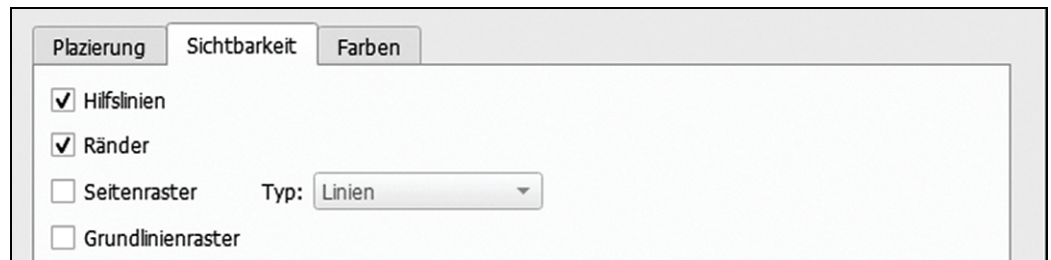 Plazierung Sichtbarkeit Farben
Hilfslinien
Ränder
Seitenraster Typ: Linien
Grundlinienraster